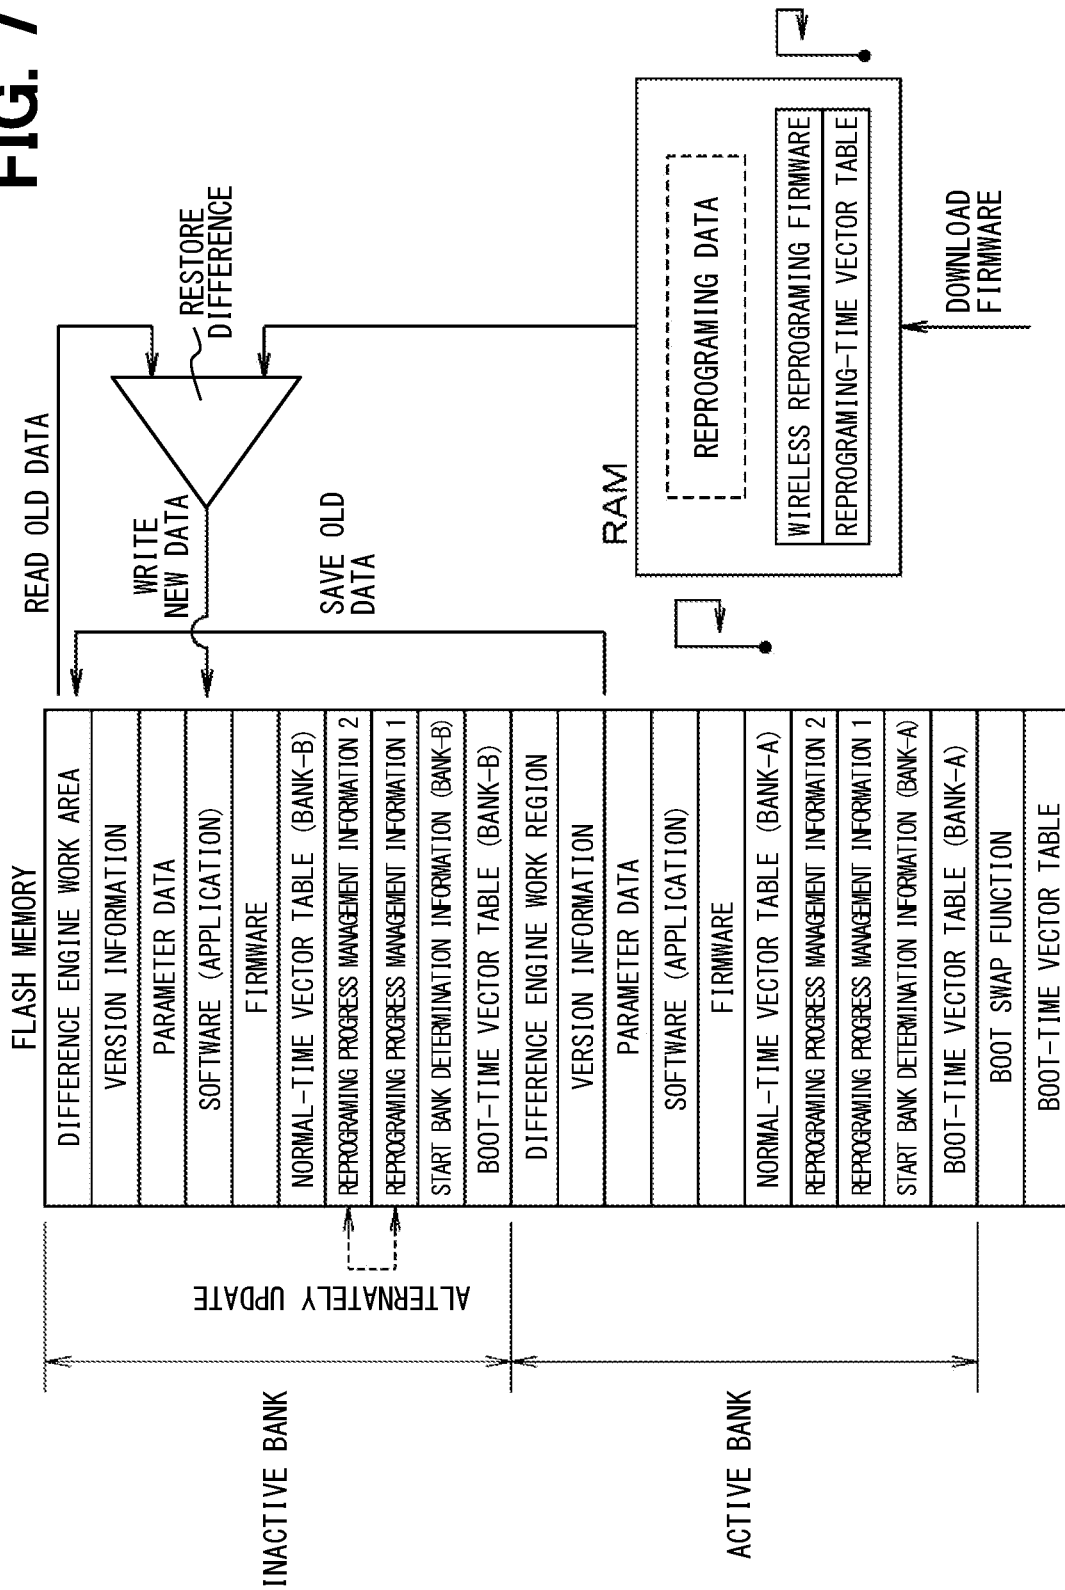 FIG. 7
FLASH MEMORY
DIFFERENCE ENGINE WORK AREA
VERSION INFORMATION
PARAMETER DATA
SOFTWARE (APPLICATION)
FIRMWARE
NORMAL-TIME VECTOR TABLE (BANK-B)
REPROGRAMING PROGRESS MANAGEMENT INFORMATION 2
REPROGRAMING PROGRESS MANAGEMENT INFORMATION 1
START BANK DETERMINATION INFORMATION (BANK-B)
BOOT-TIME VECTOR TABLE (BANK-B)
DIFFERENCE ENGINE WORK REGION
VERSION INFORMATION
PARAMETER DATA
SOFTWARE (APPLICATION)
FIRMWARE
NORMAL-TIME VECTOR TABLE (BANK-A)
REPROGRAMING PROGRESS MANAGEMENT INFORMATION 2
REPROGRAMING PROGRESS MANAGEMENT INFORMATION 1
START BANK DETERMINATION INFORMATION (BANK-A)
BOOT-TIME VECTOR TABLE (BANK-A)
BOOT SWAP FUNCTION
BOOT-TIME VECTOR TABLE
INACTIVE BANK
ACTIVE BANK
ALTERNATELY UPDATE
READ OLD DATA
WRITE
NEW DATA
RESTORE
DIFFERENCE
SAVE OLD
DATA
RAM
REPROGRAMING DATA
WIRELESS REPROGRAMING FIRMWARE
REPROGRAMING-TIME VECTOR TABLE
DOWNLOAD
FIRMWARE